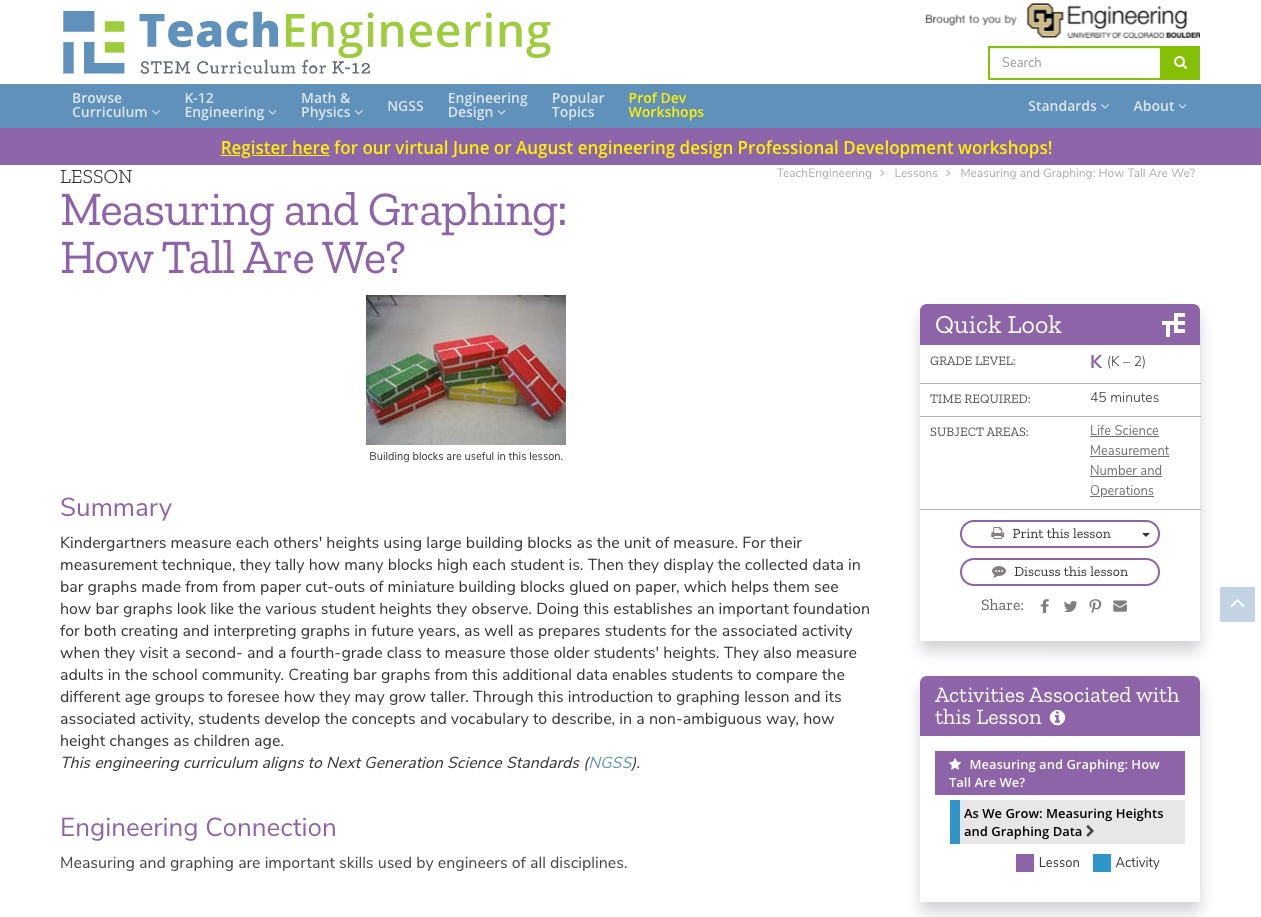 TeachEngineering
STEM Curriculum for K-12
Brought to you by
CU Engineering
UNIVERSITY OF COLORADO BOULDER
Search
Browse
Curriculum
K-12
Engineering
Math &
Physics
NGSS
Engineering
Design
Popular
Topics
Prof Dev
Workshops
Standards
About
Register here for our virtual June or August engineering design Professional Development workshops!
LESSON
TeachEngineering > Lessons > Measuring and Graphing: How Tall Are We?
Measuring and Graphing:
How Tall Are We?
Building blocks are useful in this lesson.
Summary
Kindergartners measure each others' heights using large building blocks as the unit of measure. For their
measurement technique, they tally how many blocks high each student is. Then they display the collected data in
bar graphs made from from paper cut-outs of miniature building blocks glued on paper, which helps them see
how bar graphs look like the various student heights they observe. Doing this establishes an important foundation
for both creating and interpreting graphs in future years, as well as prepares students for the associated activity
when they visit a second- and a fourth-grade class to measure those older students' heights. They also measure
adults in the school community. Creating bar graphs from this additional data enables students to compare the
different age groups to foresee how they may grow taller. Through this introduction to graphing lesson and its
associated activity, students develop the concepts and vocabulary to describe, in a non-ambiguous way, how
height changes as children age.
This engineering curriculum aligns to Next Generation Science Standards (NGSS).
Engineering Connection
Measuring and graphing are important skills used by engineers of all disciplines.
Quick Look
TE
GRADE LEVEL: K (K – 2)
TIME REQUIRED: 45 minutes
SUBJECT AREAS: Life Science
Measurement
Number and
Operations
Print this lesson
Discuss this lesson
Share:
Activities Associated with
this Lesson
Measuring and Graphing: How
Tall Are We?
As We Grow: Measuring Heights
and Graphing Data
Lesson
Activity